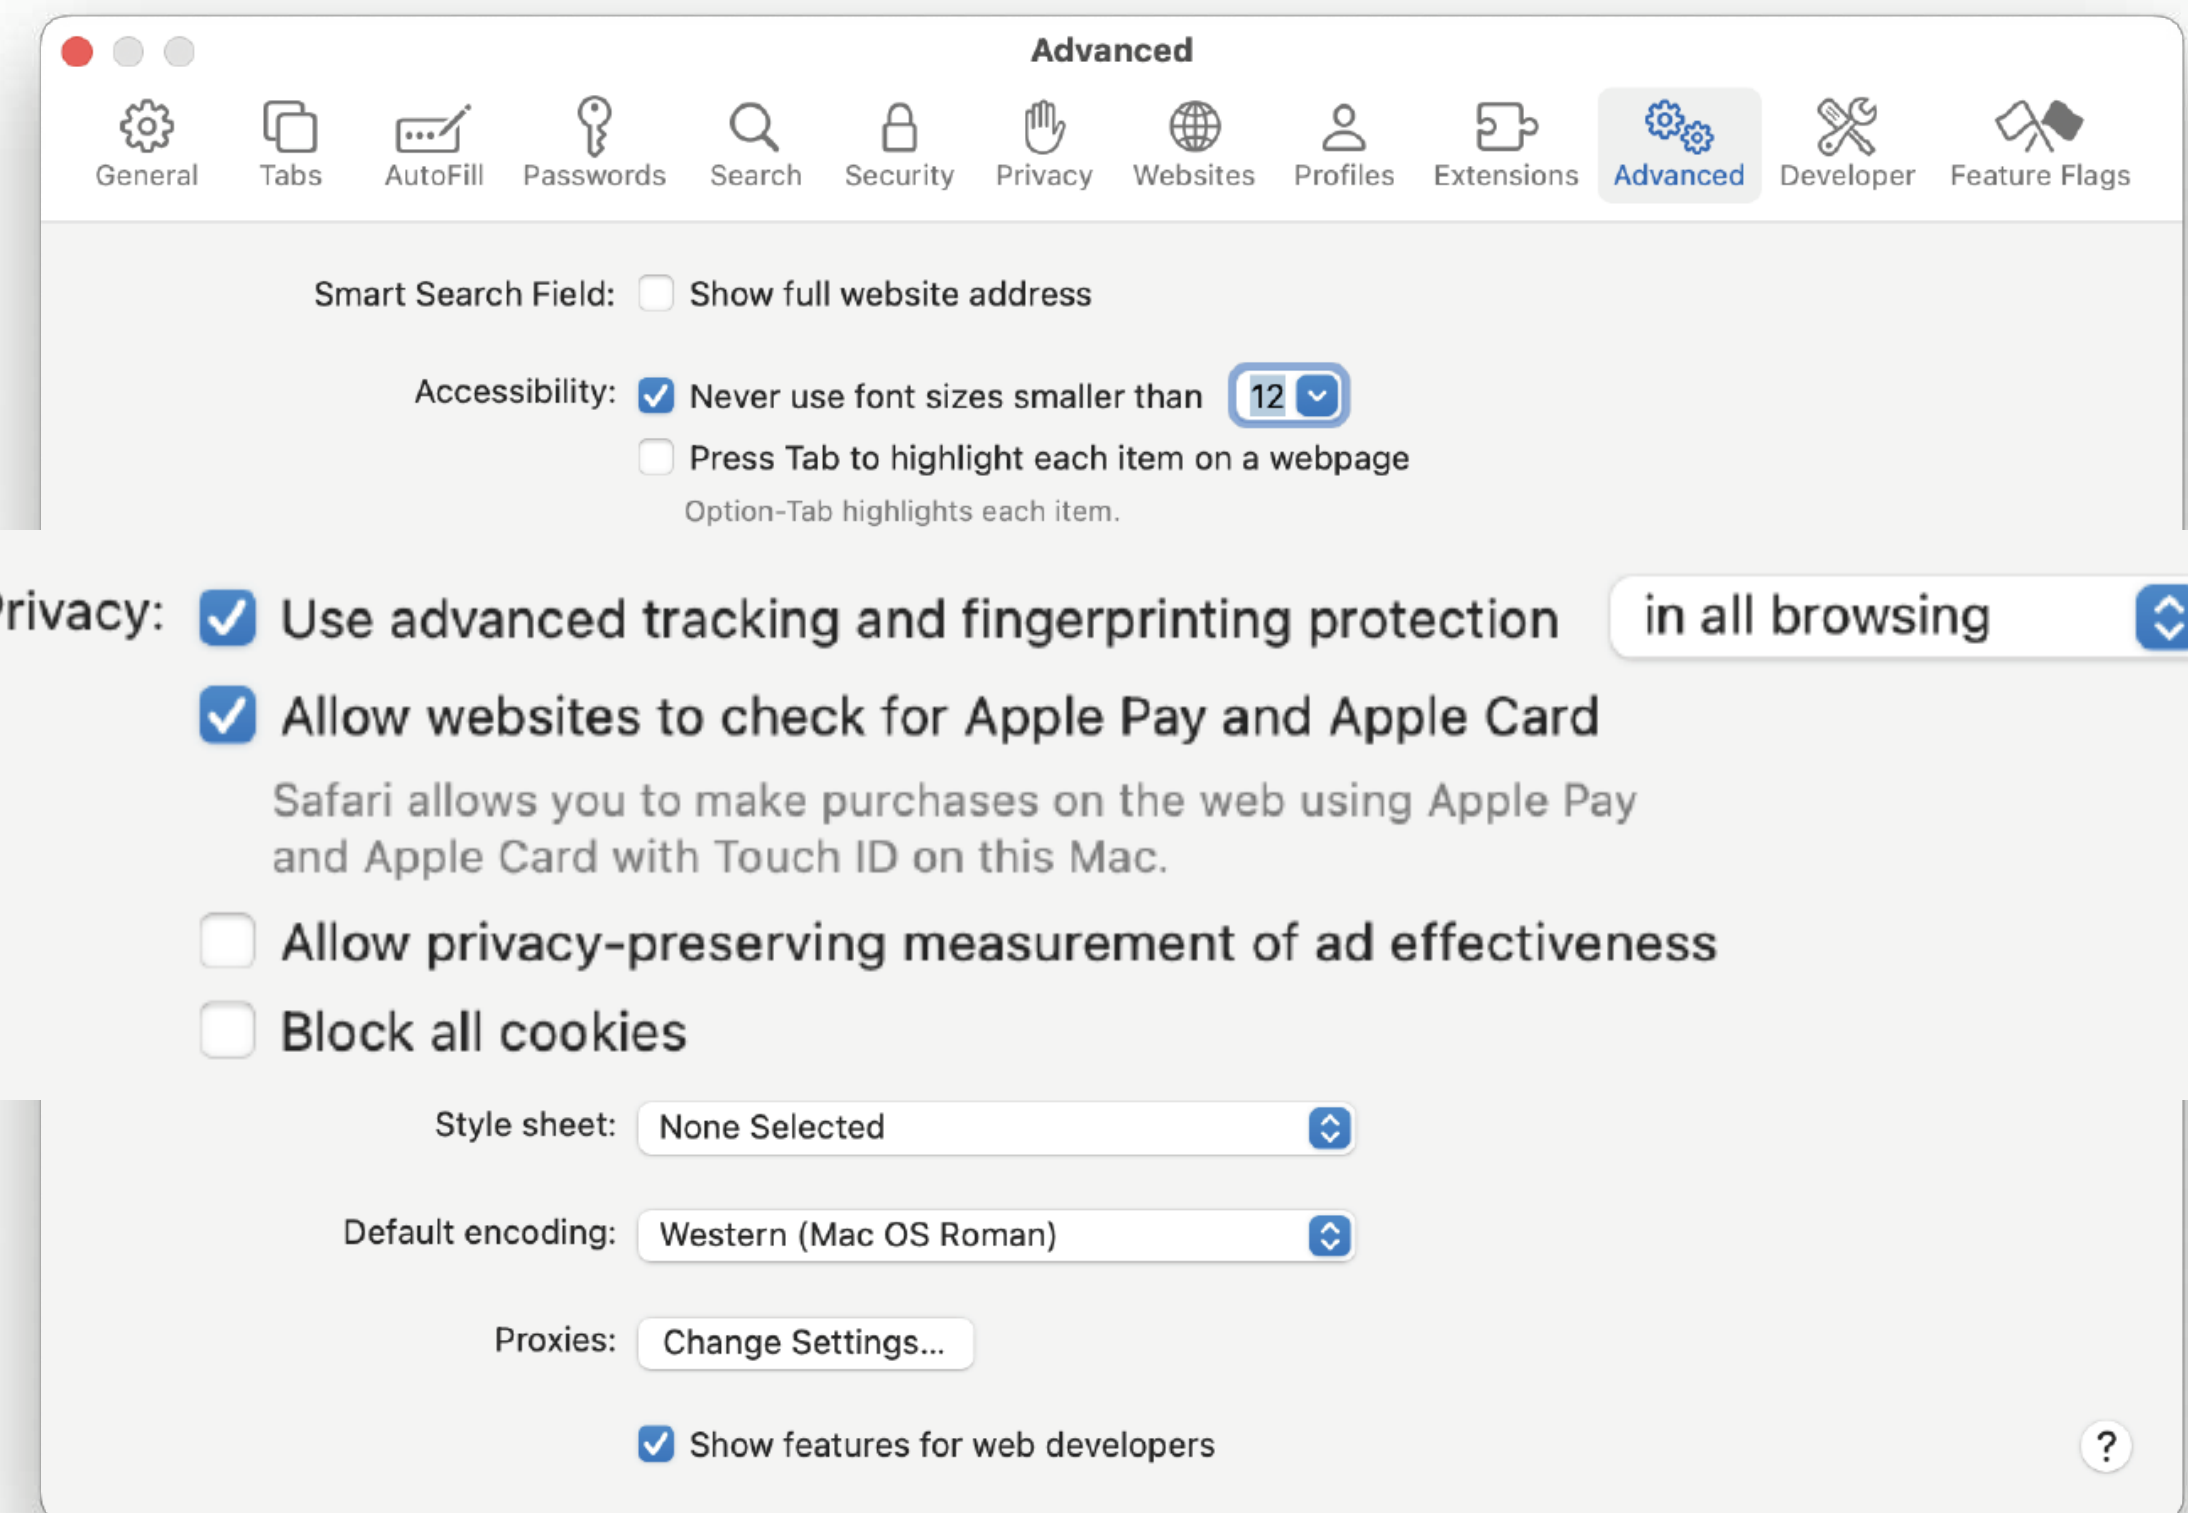 Advanced
General Tabs AutoFill Passwords Search Security Privacy Websites Profiles Extensions Advanced Developer Feature Flags
Smart Search Field: Show full website address
Accessibility: Never use font sizes smaller than 12
Press Tab to highlight each item on a webpage
Option-Tab highlights each item.
rivacy: Use advanced tracking and fingerprinting protection in all browsing
Allow websites to check for Apple Pay and Apple Card
Safari allows you to make purchases on the web using Apple Pay
and Apple Card with Touch ID on this Mac.
Allow privacy-preserving measurement of ad effectiveness
Block all cookies
Style sheet: None Selected
Default encoding: Western (Mac OS Roman)
Proxies: Change Settings...
Show features for web developers
?